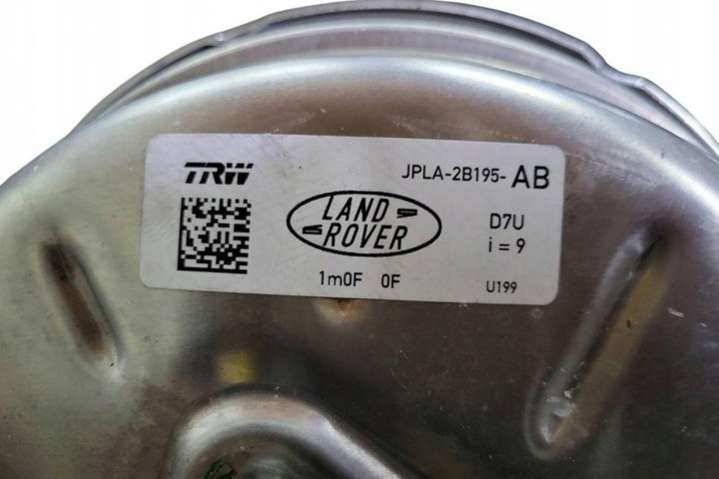 TRW
JPLA-2B195- AB
LAND
ROVER
D7U
i = 9
1m0F 0F
U199